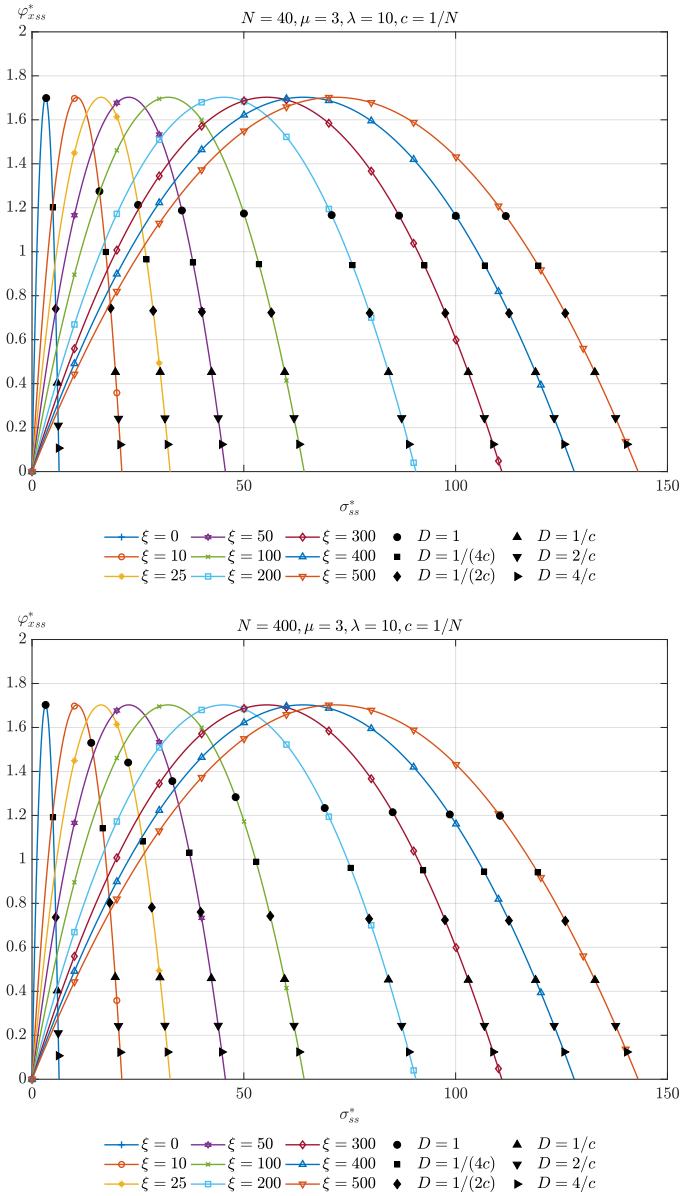 φ*ₓ ss
N = 40, μ = 3, λ = 10, c = 1/N
2
1.8
1.6
1.4
1.2
1
0.8
0.6
0.4
0.2
0
0 50 100 150
σ*ss
ξ = 0 ξ = 50 ξ = 300 D = 1 D = 1/c
ξ = 10 ξ = 100 ξ = 400 D = 1/(4c) D = 2/c
ξ = 25 ξ = 200 ξ = 500 D = 1/(2c) D = 4/c
φ*ₓ ss
N = 400, μ = 3, λ = 10, c = 1/N
2
1.8
1.6
1.4
1.2
1
0.8
0.6
0.4
0.2
0
0 50 100 150
σ*ss
ξ = 0 ξ = 50 ξ = 300 D = 1 D = 1/c
ξ = 10 ξ = 100 ξ = 400 D = 1/(4c) D = 2/c
ξ = 25 ξ = 200 ξ = 500 D = 1/(2c) D = 4/c